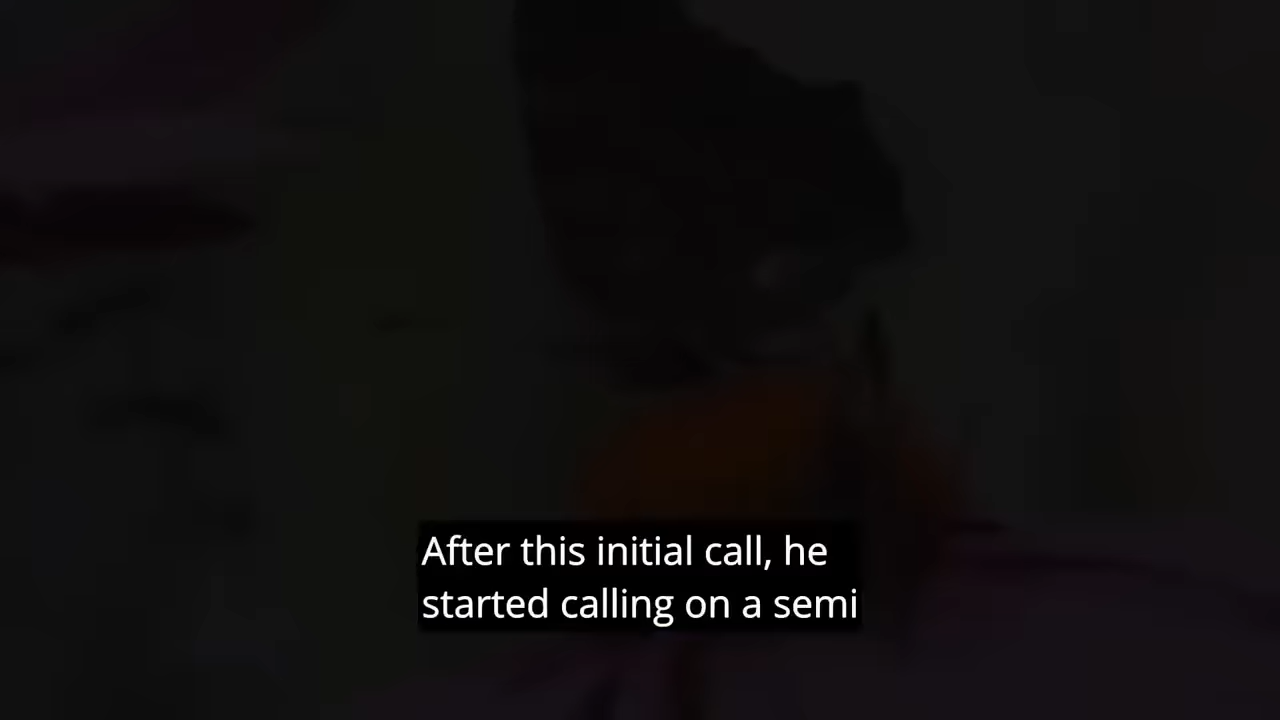 After this initial call, he
started calling on a semi